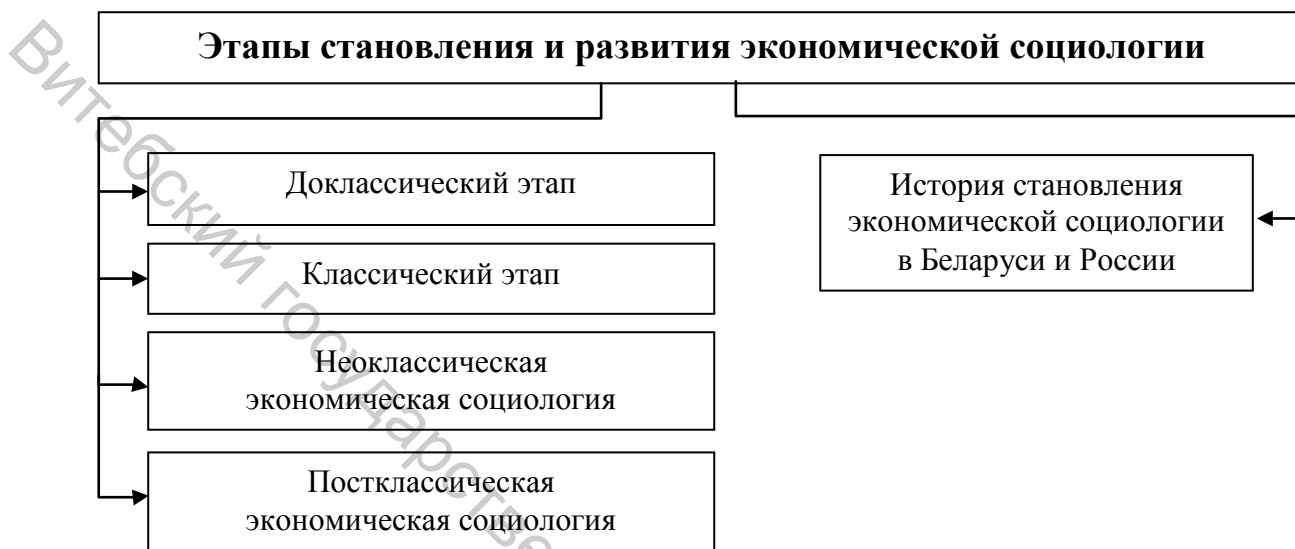 Этапы становления и развития экономической социологии
Доклассический этап
Классический этап
Неоклассическая
экономическая социология
Постклассическая
экономическая социология
История становления
экономической социологии
в Беларуси и России
Витебский государстве